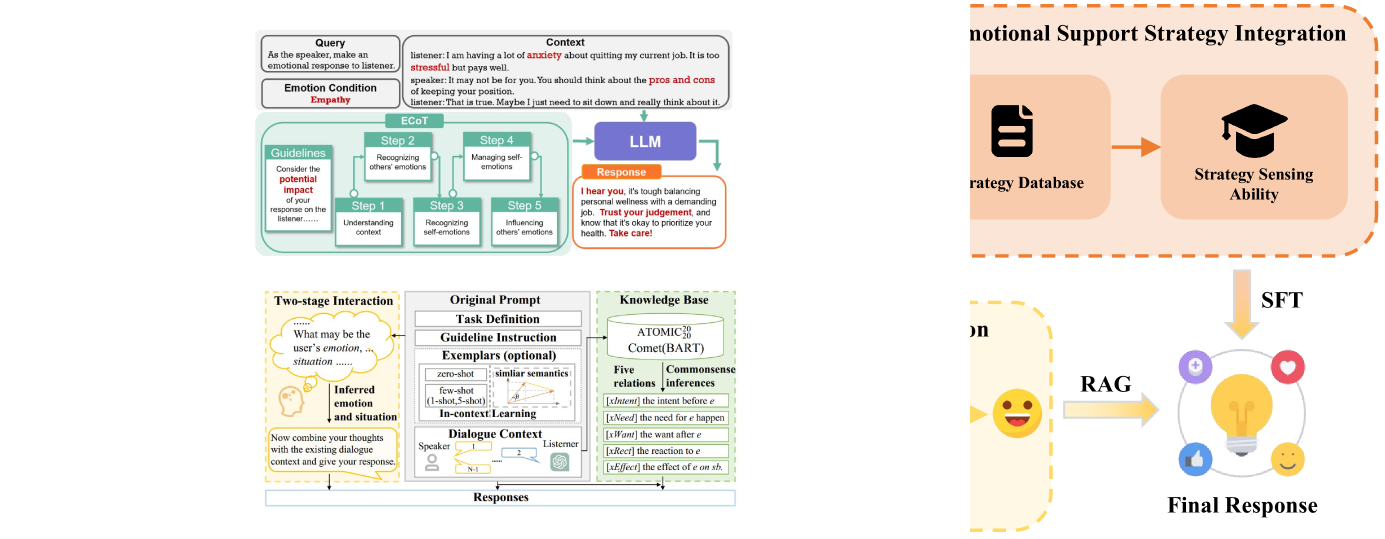 Query
As the speaker, make an
emotional response to listener.
Emotion Condition
Empathy
Context
listener: I am having a lot of anxiety about quitting my current job. It is too
stressful but pays well.
speaker: It may not be for you. You should think about the pros and cons
of keeping your position.
listener: That is true. Maybe I just need to sit down and really think about it.
ECoT
Guidelines
Consider the
potential
impact
of your
response on the
listener……
Step 2
Recognizing
others' emotions
Step 4
Managing self-
emotions
Step 1
Understanding
context
Step 3
Recognizing
self-emotions
Step 5
Influencing
others' emotions
LLM
Response
I hear you, it's tough balancing
personal wellness with a demanding
job. Trust your judgement, and
know that it's okay to prioritize your
health. Take care!
Two-stage Interaction
......
What may be the
user's emotion, ...
situation ......
Inferred
emotion
and situation
Now combine your thoughts
with the existing dialogue
context and give your response.
Original Prompt
Task Definition
Guideline Instruction
Exemplars (optional)
zero-shot
few-shot
(1-shot,5-shot)
simliar semantics
θ
In-context Learning
Dialogue Context
Speaker
1
2
Listerner
......
N-1
Knowledge Base
ATOMIC20 20
Comet(BART)
Five
relations
Commonsense
inferences
[xIntent] the intent before e
[xNeed] the need for e happen
[xWant] the want after e
[xRect] the reaction to e
[xEffect] the effect of e on sb.
Responses
motional Support Strategy Integration
rategy Database
Strategy Sensing
Ability
SFT
on
RAG
Final Response